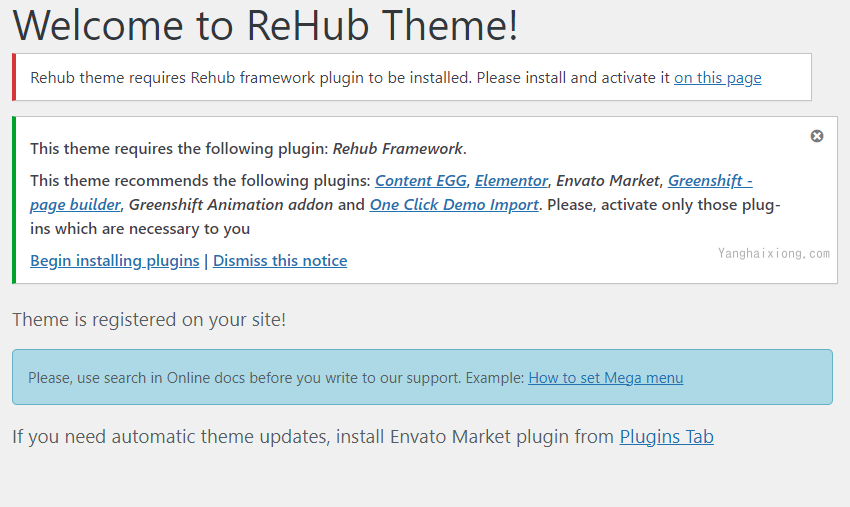 Welcome to ReHub Theme!
Rehub theme requires Rehub framework plugin to be installed. Please install and activate it on this page
This theme requires the following plugin: Rehub Framework.
This theme recommends the following plugins: Content EGG, Elementor, Envato Market, Greenshift -
page builder, Greenshift Animation addon and One Click Demo Import. Please, activate only those plug-
ins which are necessary to you
Yanghaixiong.com
Begin installing plugins | Dismiss this notice
Theme is registered on your site!
Please, use search in Online docs before you write to our support. Example: How to set Mega menu
If you need automatic theme updates, install Envato Market plugin from Plugins Tab